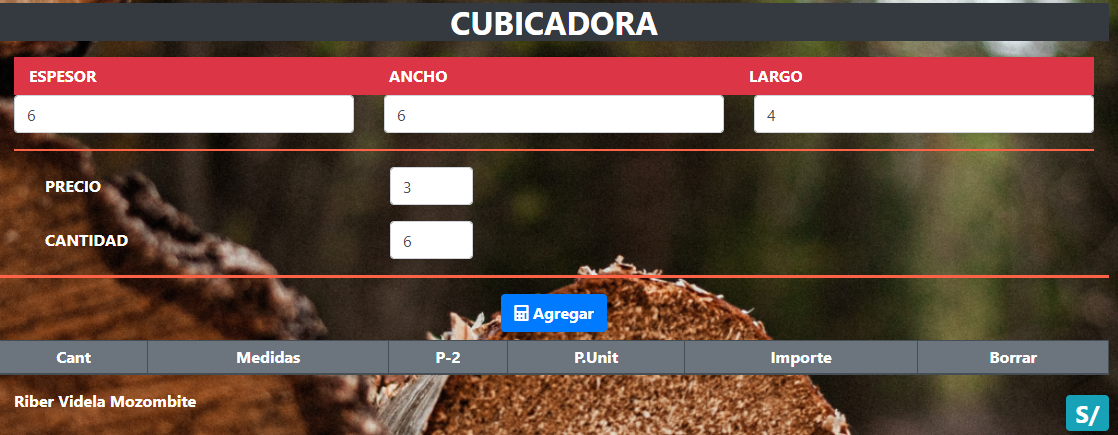 CUBICADORA
ESPESOR ANCHO LARGO
6 6 4
PRECIO 3
CANTIDAD 6
Agregar
Cant Medidas P-2 P.Unit Importe Borrar
Riber Videla Mozombite
S/